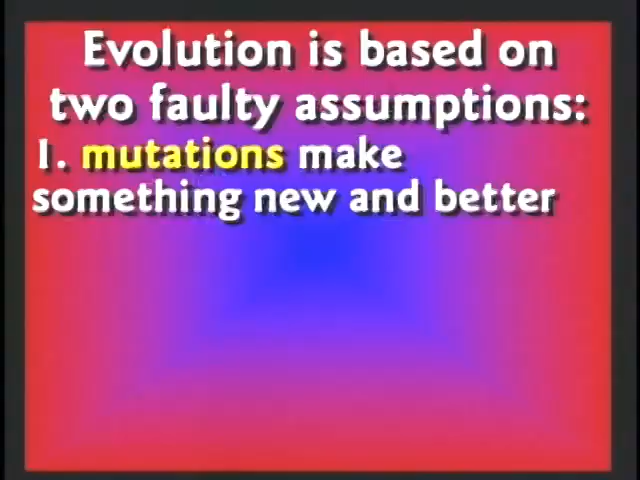 Evolution is based on
two faulty assumptions:
1. mutations make
something new and better